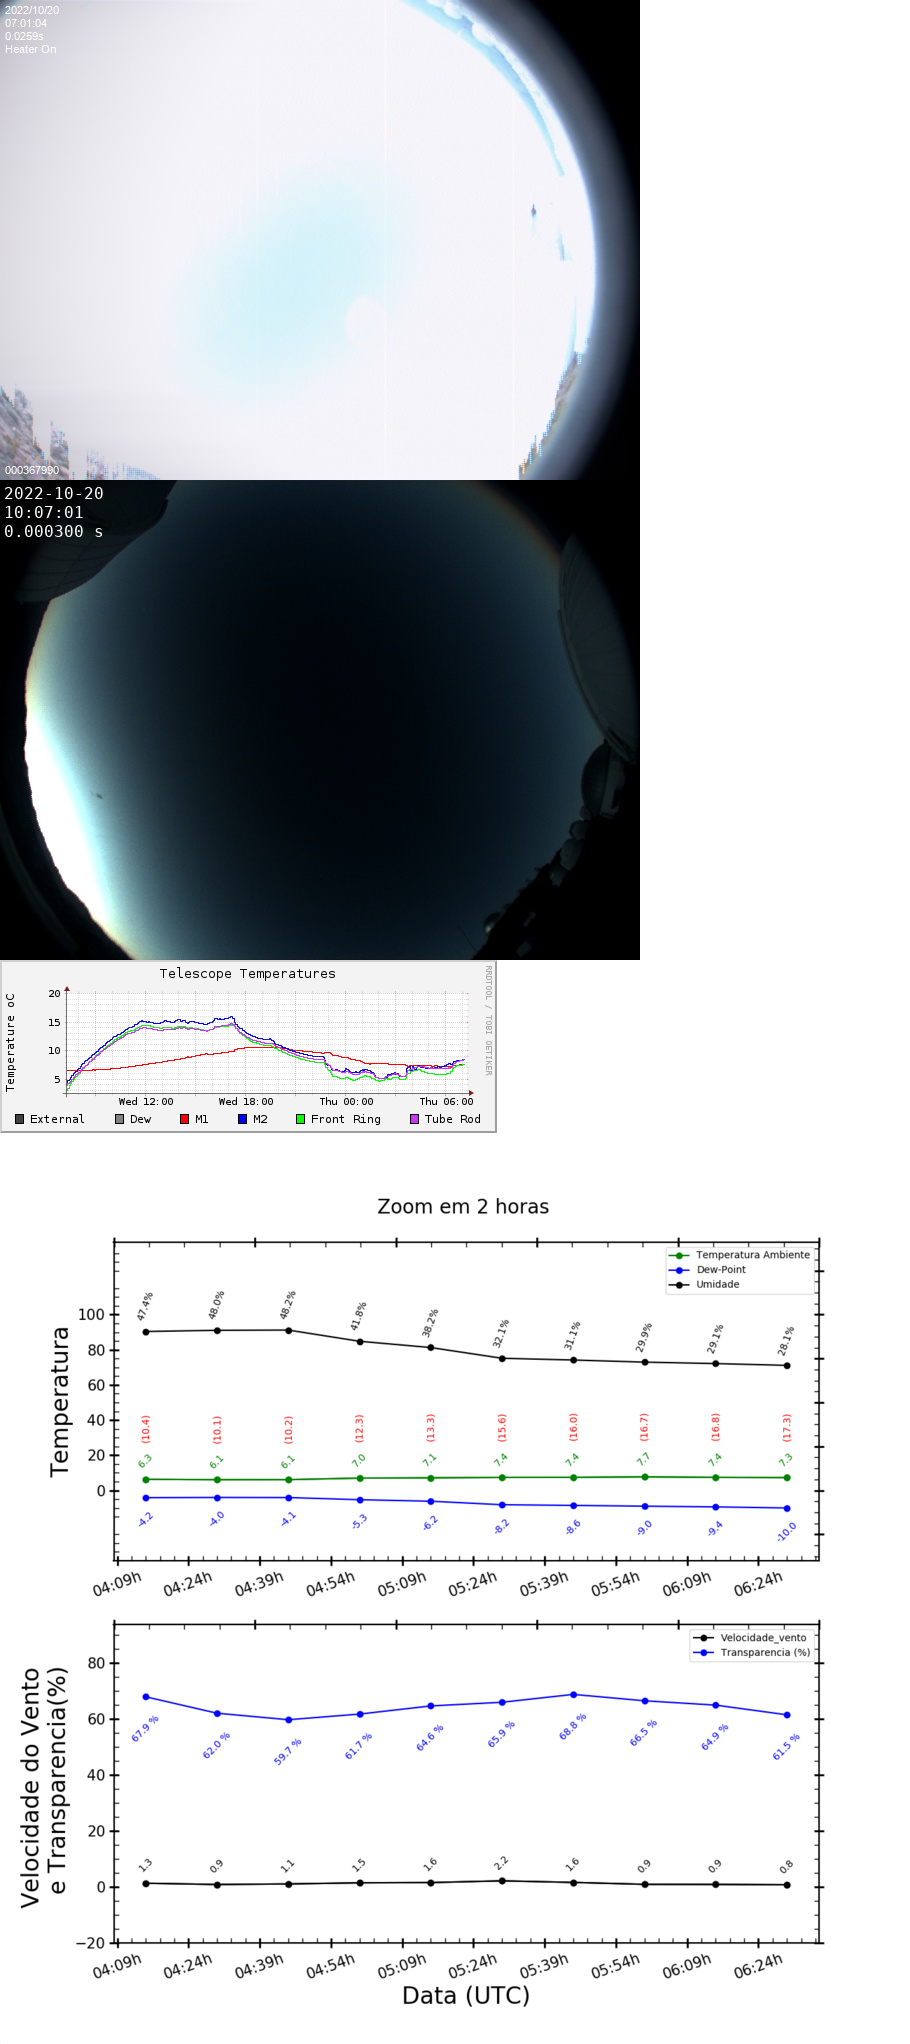 2022/10/20
07:01:04
0.0259s
Heater On
000367990
2022-10-20
10:07:01
0.000300 s
Telescope Temperatures
RRDTOOL / TOBI OETIKER
Temperature oC
20
15
10
5
Wed 12:00 Wed 18:00 Thu 00:00 Thu 06:00
External Dew M1 M2 Front Ring Tube Rod
Zoom em 2 horas
Temperatura Ambiente
Dew-Point
Umidade
Temperatura
100
80
60
40
20
0
47.4% 48.0% 48.2% 41.8% 38.2% 32.1% 31.1% 29.9% 29.1% 28.1%
(10.4) (10.1) (10.2) (12.3) (13.3) (15.6) (16.0) (16.7) (16.8) (17.3)
6.3 6.1 6.1 7.0 7.1 7.4 7.4 7.7 7.4 7.3
-4.2 -4.0 -4.1 -5.3 -6.2 -8.2 -8.6 -9.0 -9.4 -10.0
04:09h 04:24h 04:39h 04:54h 05:09h 05:24h 05:39h 05:54h 06:09h 06:24h
Velocidade_vento
Transparencia (%)
Velocidade do Vento
e Transparencia(%)
80
60
40
20
0
−20
67.9 % 62.0 % 59.7 % 61.7 % 64.6 % 65.9 % 68.8 % 66.5 % 64.9 % 61.5 %
1.3 0.9 1.1 1.5 1.6 2.2 1.6 0.9 0.9 0.8
04:09h 04:24h 04:39h 04:54h 05:09h 05:24h 05:39h 05:54h 06:09h 06:24h
Data (UTC)